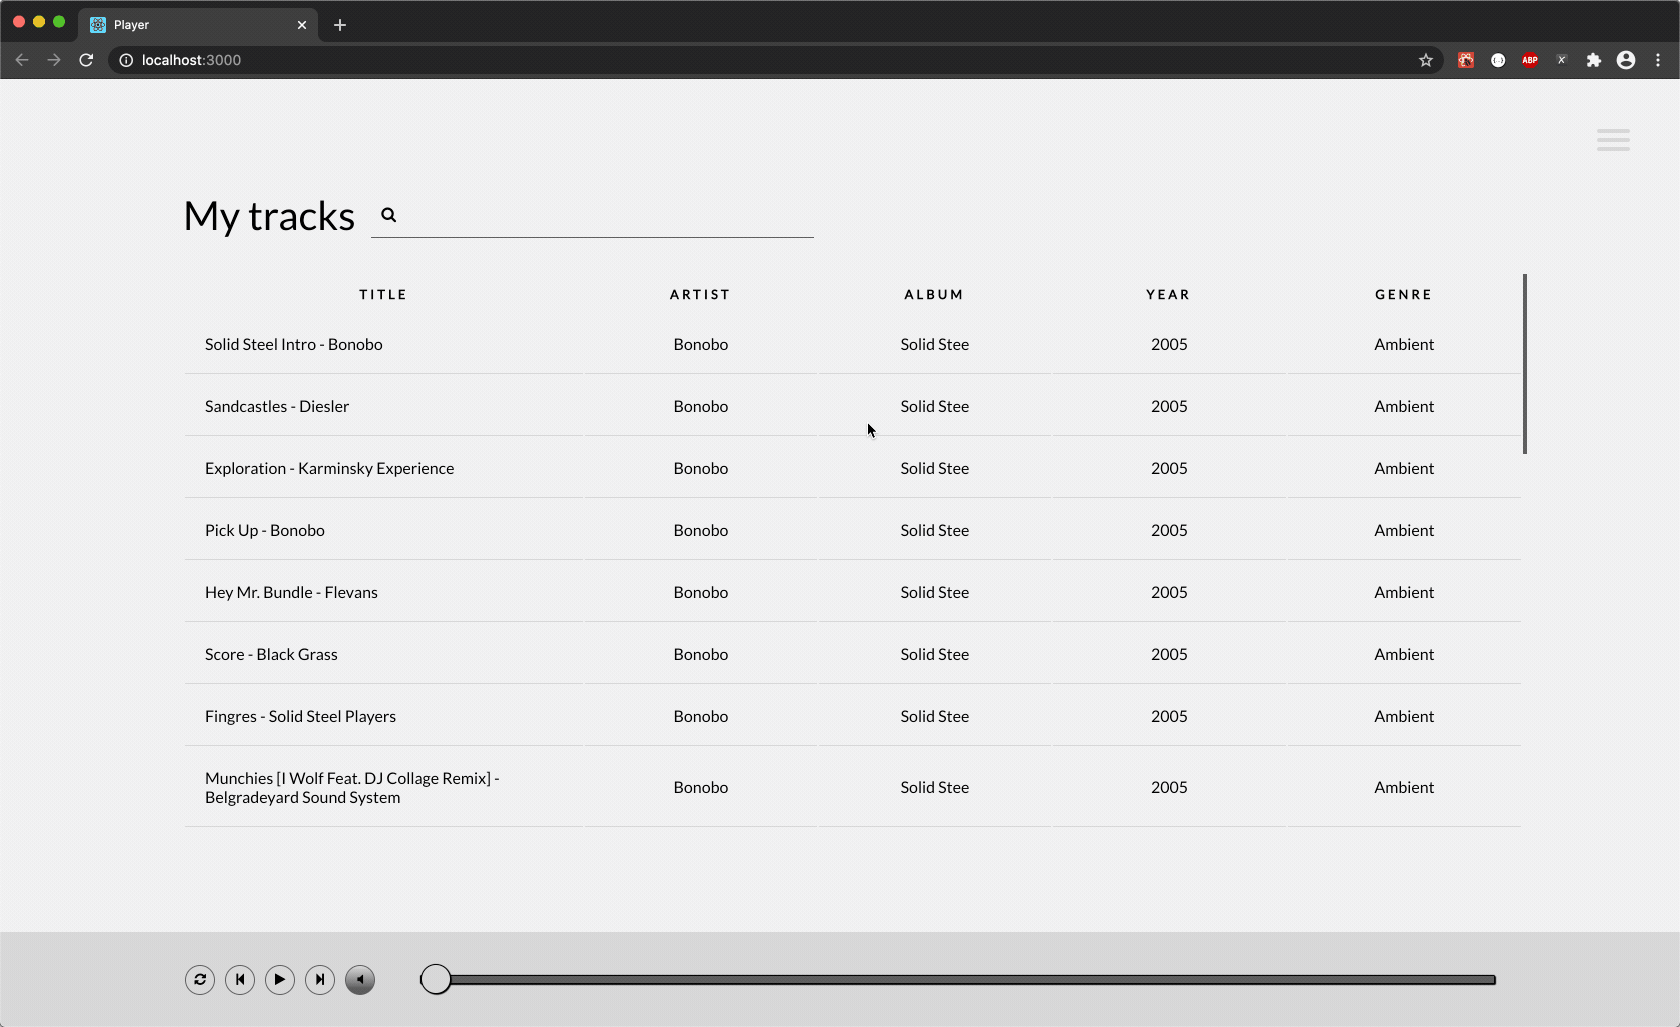 Player
localhost:3000
ABP
My tracks
TITLE ARTIST ALBUM YEAR GENRE
Solid Steel Intro - Bonobo Bonobo Solid Stee 2005 Ambient
Sandcastles - Diesler Bonobo Solid Stee 2005 Ambient
Exploration - Karminsky Experience Bonobo Solid Stee 2005 Ambient
Pick Up - Bonobo Bonobo Solid Stee 2005 Ambient
Hey Mr. Bundle - Flevans Bonobo Solid Stee 2005 Ambient
Score - Black Grass Bonobo Solid Stee 2005 Ambient
Fingres - Solid Steel Players Bonobo Solid Stee 2005 Ambient
Munchies [I Wolf Feat. DJ Collage Remix] -
Belgradeyard Sound System Bonobo Solid Stee 2005 Ambient